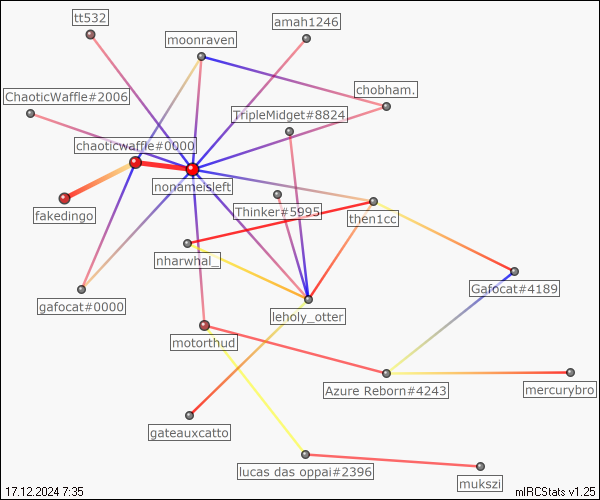 tt532
amah1246
moonraven
chobham.
ChaoticWaffle#2006
TripleMidget#8824
chaoticwaffle#0000
nonameisleft
fakedingo
Thinker#5995
then1cc
nharwhal_
Gafocat#4189
gafocat#0000
leholy_otter
motorthud
Azure Reborn#4243
mercurybro
gateauxcatto
lucas das oppai#2396
mukszi
17.12.2024 7:35
mIRCStats v1.25